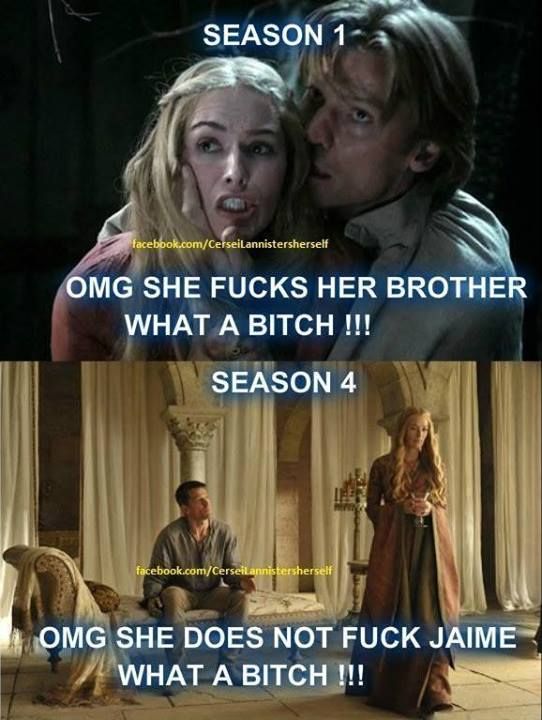 SEASON 1
facebook.com/CerseiLannistersherself
OMG SHE FUCKS HER BROTHER
WHAT A BITCH !!!
SEASON 4
facebook.com/CerseiLannistersherself
OMG SHE DOES NOT FUCK JAIME
WHAT A BITCH !!!